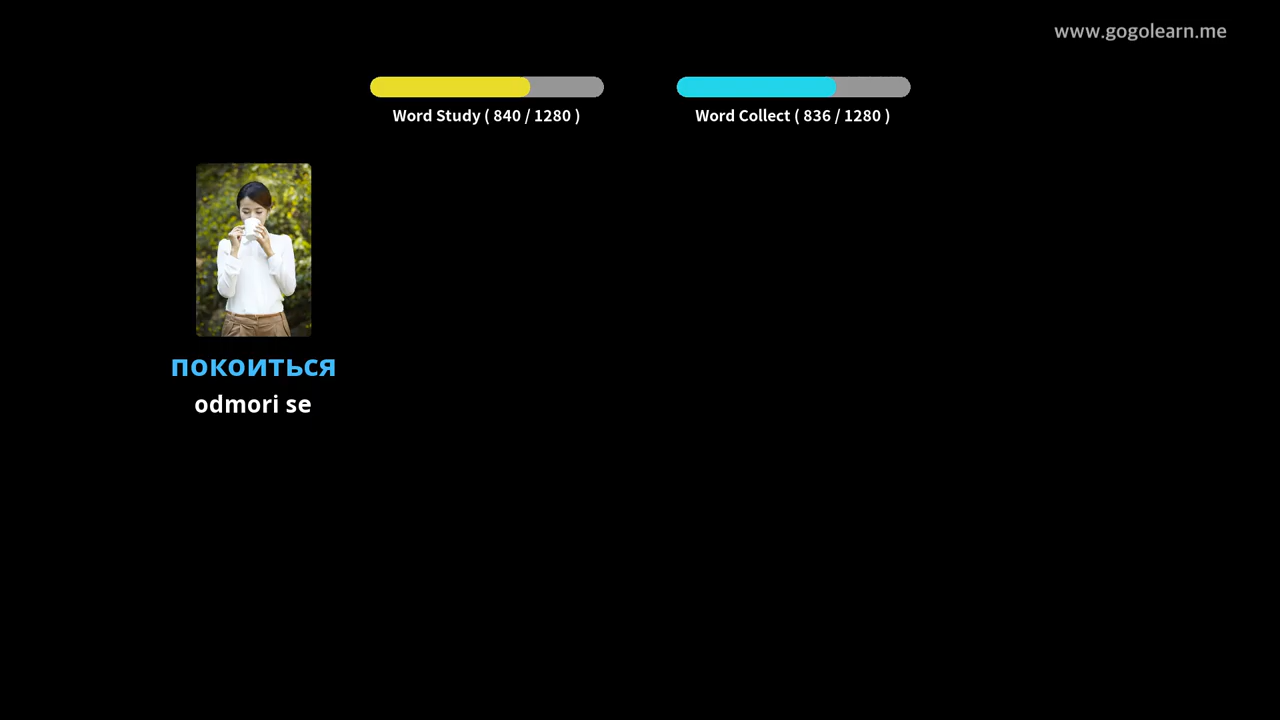 www.gogolearn.me
Word Study ( 840 / 1280 )
Word Collect ( 836 / 1280 )
покоиться
odmori se